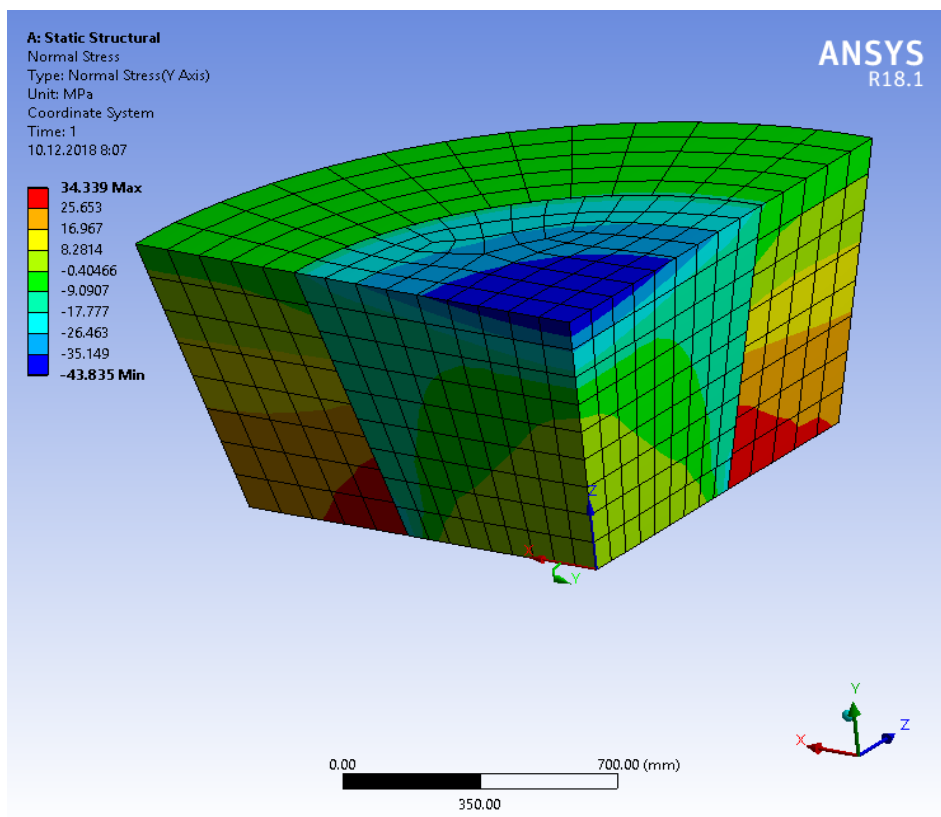 A: Static Structural
Normal Stress
Type: Normal Stress(Y Axis)
Unit: MPa
Coordinate System
Time: 1
10.12.2018 8:07
ANSYS
R18.1
34.339 Max
25.653
16.967
8.2814
-0.40466
-9.0907
-17.777
-26.463
-35.149
-43.835 Min
Z
X
Y
Y
X
Z
0.00
700.00 (mm)
350.00